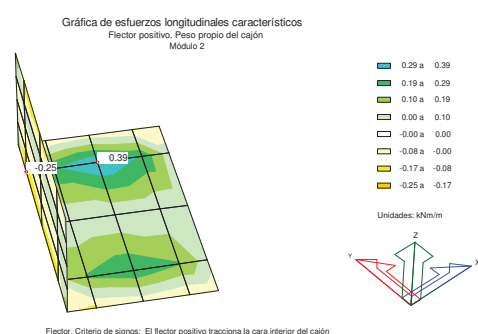 Gráfica de esfuerzos longitudinales característicos
Flector positivo. Peso propio del cajón
Módulo 2
0.29 a 0.39
0.19 a 0.29
0.10 a 0.19
0.00 a 0.10
-0.00 a 0.00
-0.08 a -0.00
-0.17 a -0.08
-0.25 a -0.17
0.39
-0.25
Unidades: kNm/m
Z
Y
X
Flector. Criterio de signos: El flector positivo tracciona la cara interior del cajón